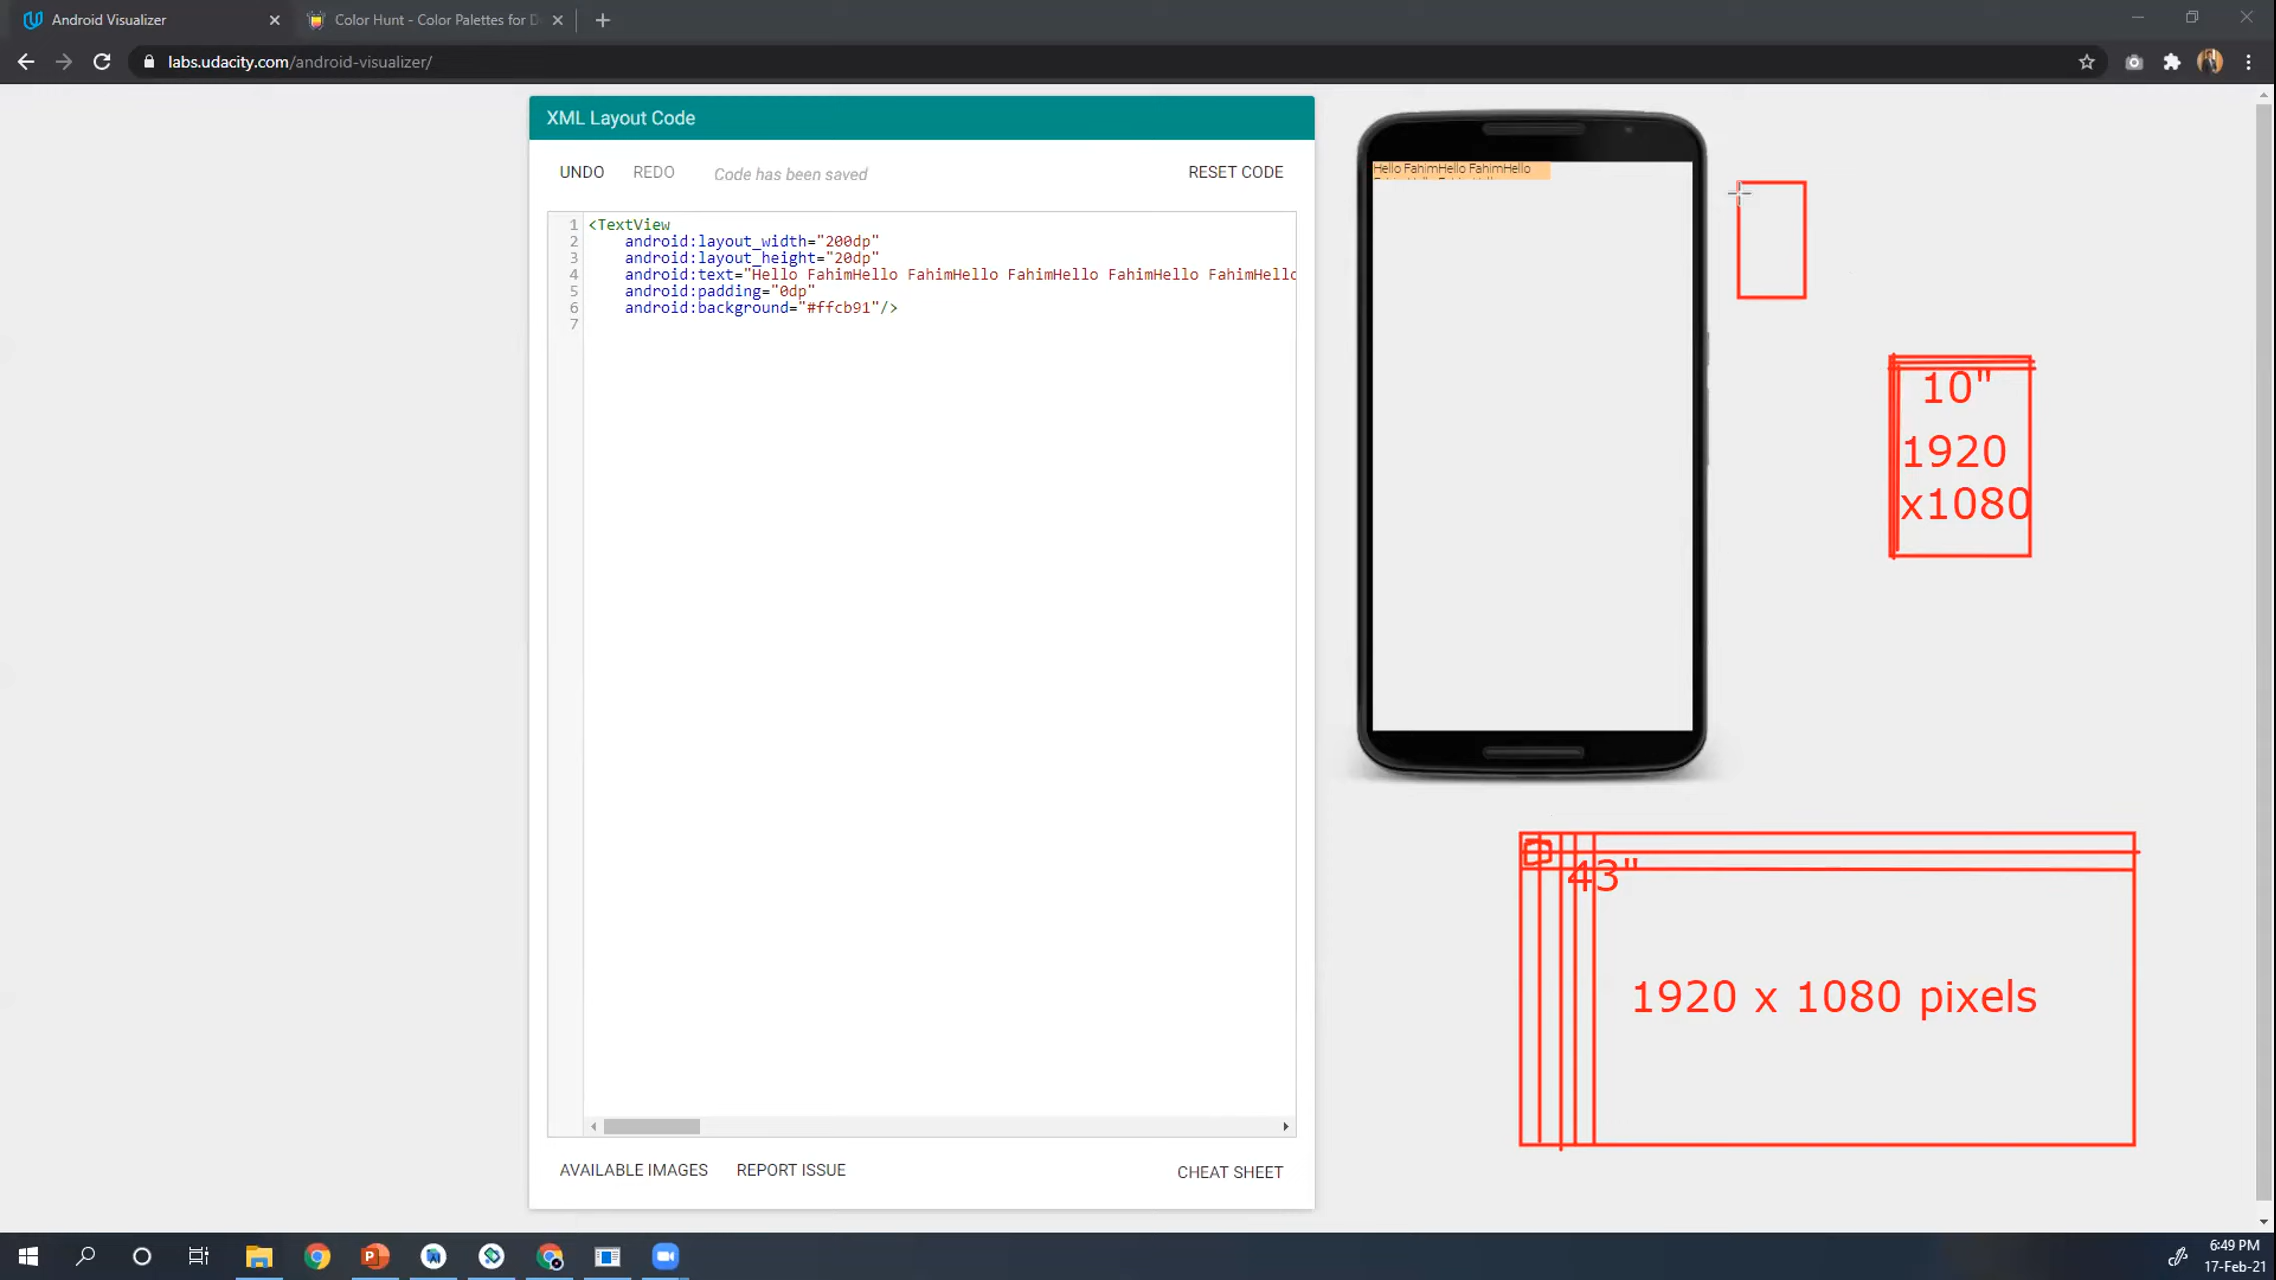 Android Visualizer
Color Hunt - Color Palettes for D
labs.udacity.com/android-visualizer/
XML Layout Code
UNDO REDO Code has been saved RESET CODE
1 <TextView
2 android:layout_width="200dp"
3 android:layout_height="20dp"
4 android:text="Hello FahimHello FahimHello FahimHello FahimHello FahimHello
5 android:padding="0dp"
6 android:background="#ffcb91"/>
7
AVAILABLE IMAGES REPORT ISSUE CHEAT SHEET
Hello FahimHello FahimHello
10"
1920
x1080
43"
1920 x 1080 pixels
6:49 PM
17-Feb-21